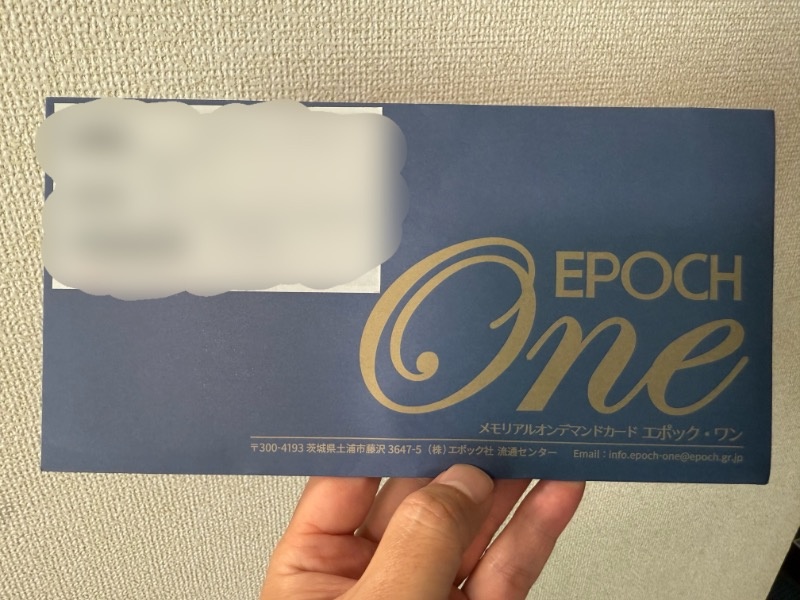 EPOCH
One
メモリアルオンデマンドカード エポック・ワン
〒300-4193 茨城県土浦市藤沢 3647-5（株）エポック社 流通センター　Email：info.epoch-one@epoch.gr.jp